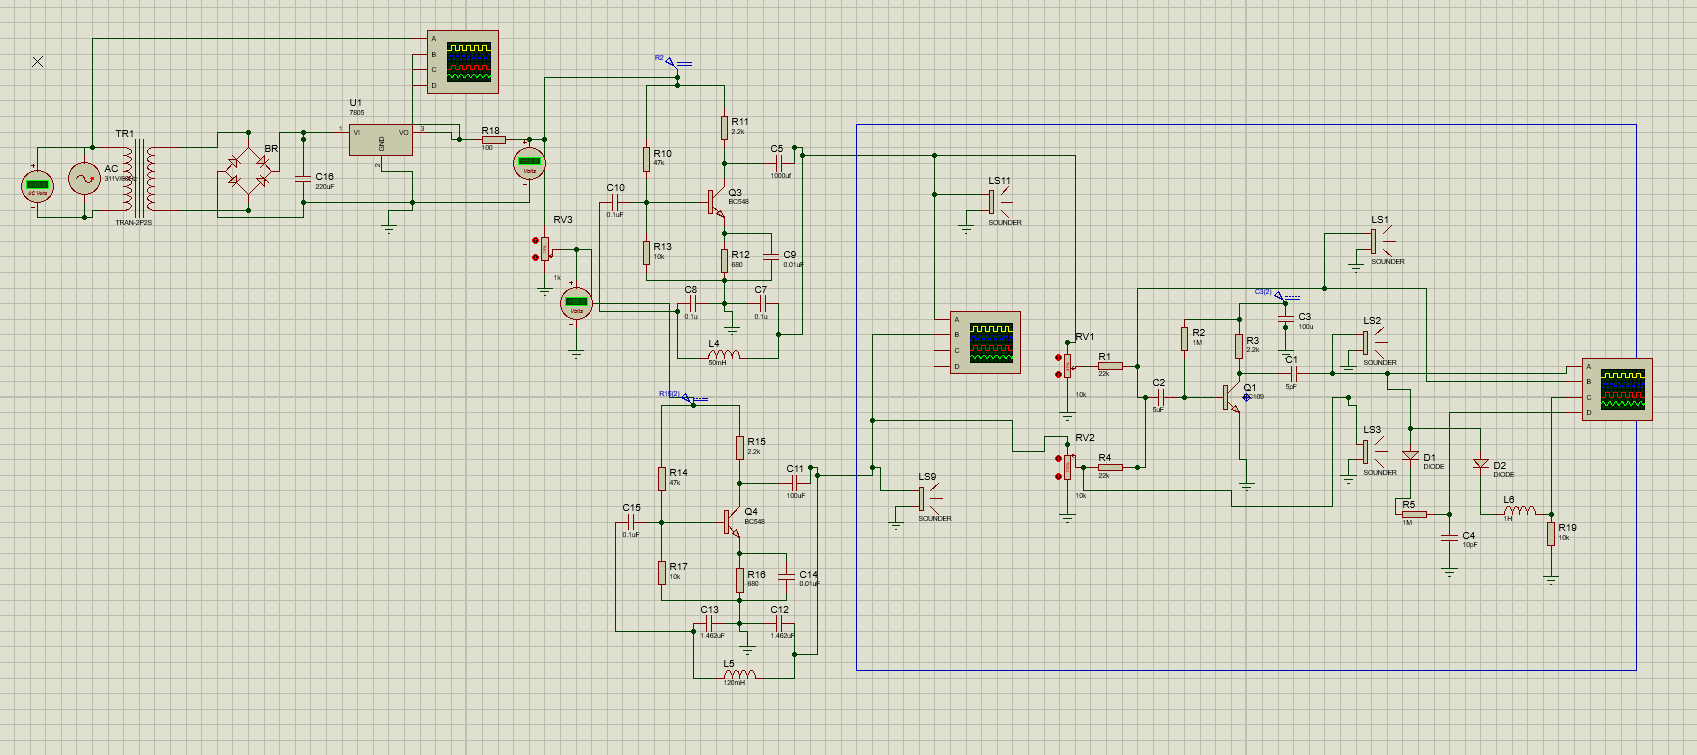 A
B
C
D
U1
7805
VI
VO
GND
1
3
2
TR1
TRAN-2P2S
AC
BR
C16
220uF
R18
100
AC Volts
Volts
R2
R11
2.2k
R10
47k
C5
1000uf
C10
0.1uF
Q3
BC548
RV3
1k
R13
10k
R12
680
C9
0.01uF
Volts
C8
0.1u
C7
0.1u
L4
50mH
R15(2)
R15
2.2k
R14
47k
C11
100uF
C15
0.1uF
Q4
BC548
R17
10k
R16
680
C14
0.01uF
C13
1.462uF
C12
1.462uF
L5
120mH
LS11
SOUNDER
A
B
C
D
LS9
SOUNDER
RV1
10k
R1
22k
RV2
10k
R4
22k
C2
5uF
R2
1M
R3
2.2k
C3(2)
C3
100u
Q1
C1
5pF
LS1
SOUNDER
LS2
SOUNDER
LS3
SOUNDER
A
B
C
D
D1
DIODE
D2
DIODE
R5
1M
C4
10pF
L6
1H
R19
10k